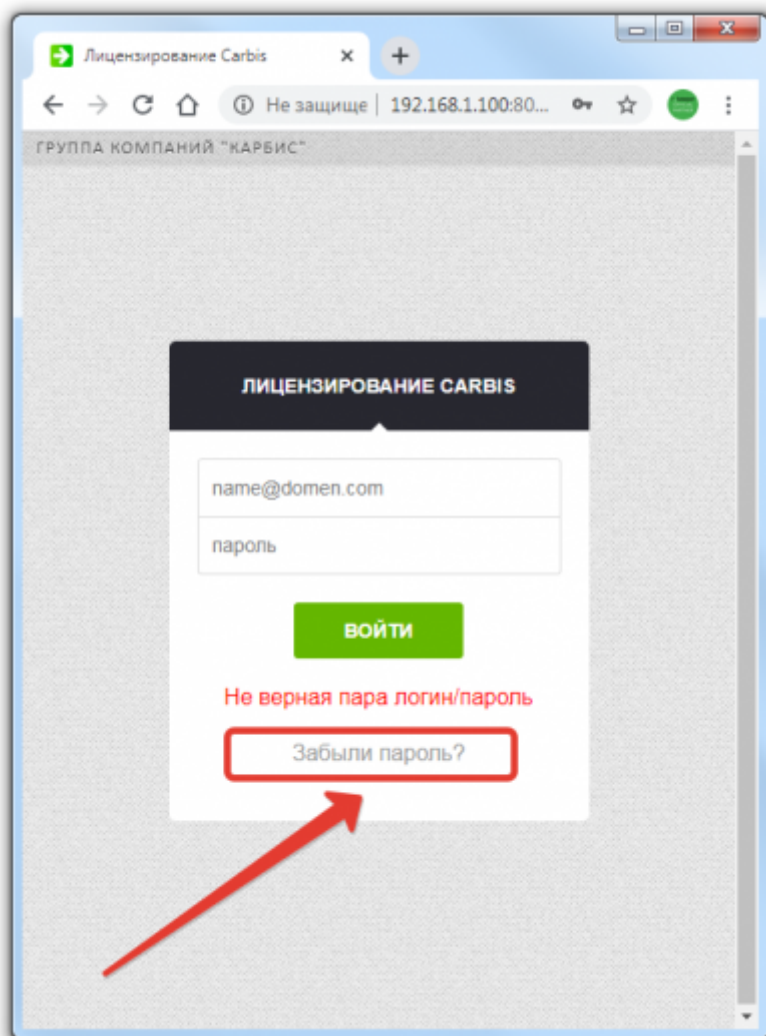 Лицензирование Carbis
Не защище 192.168.1.100:80...
ГРУППА КОМПАНИЙ "КАРБИС"
ЛИЦЕНЗИРОВАНИЕ CARBIS
name@domen.com
пароль
ВОЙТИ
Не верная пара логин/пароль
Забыли пароль?